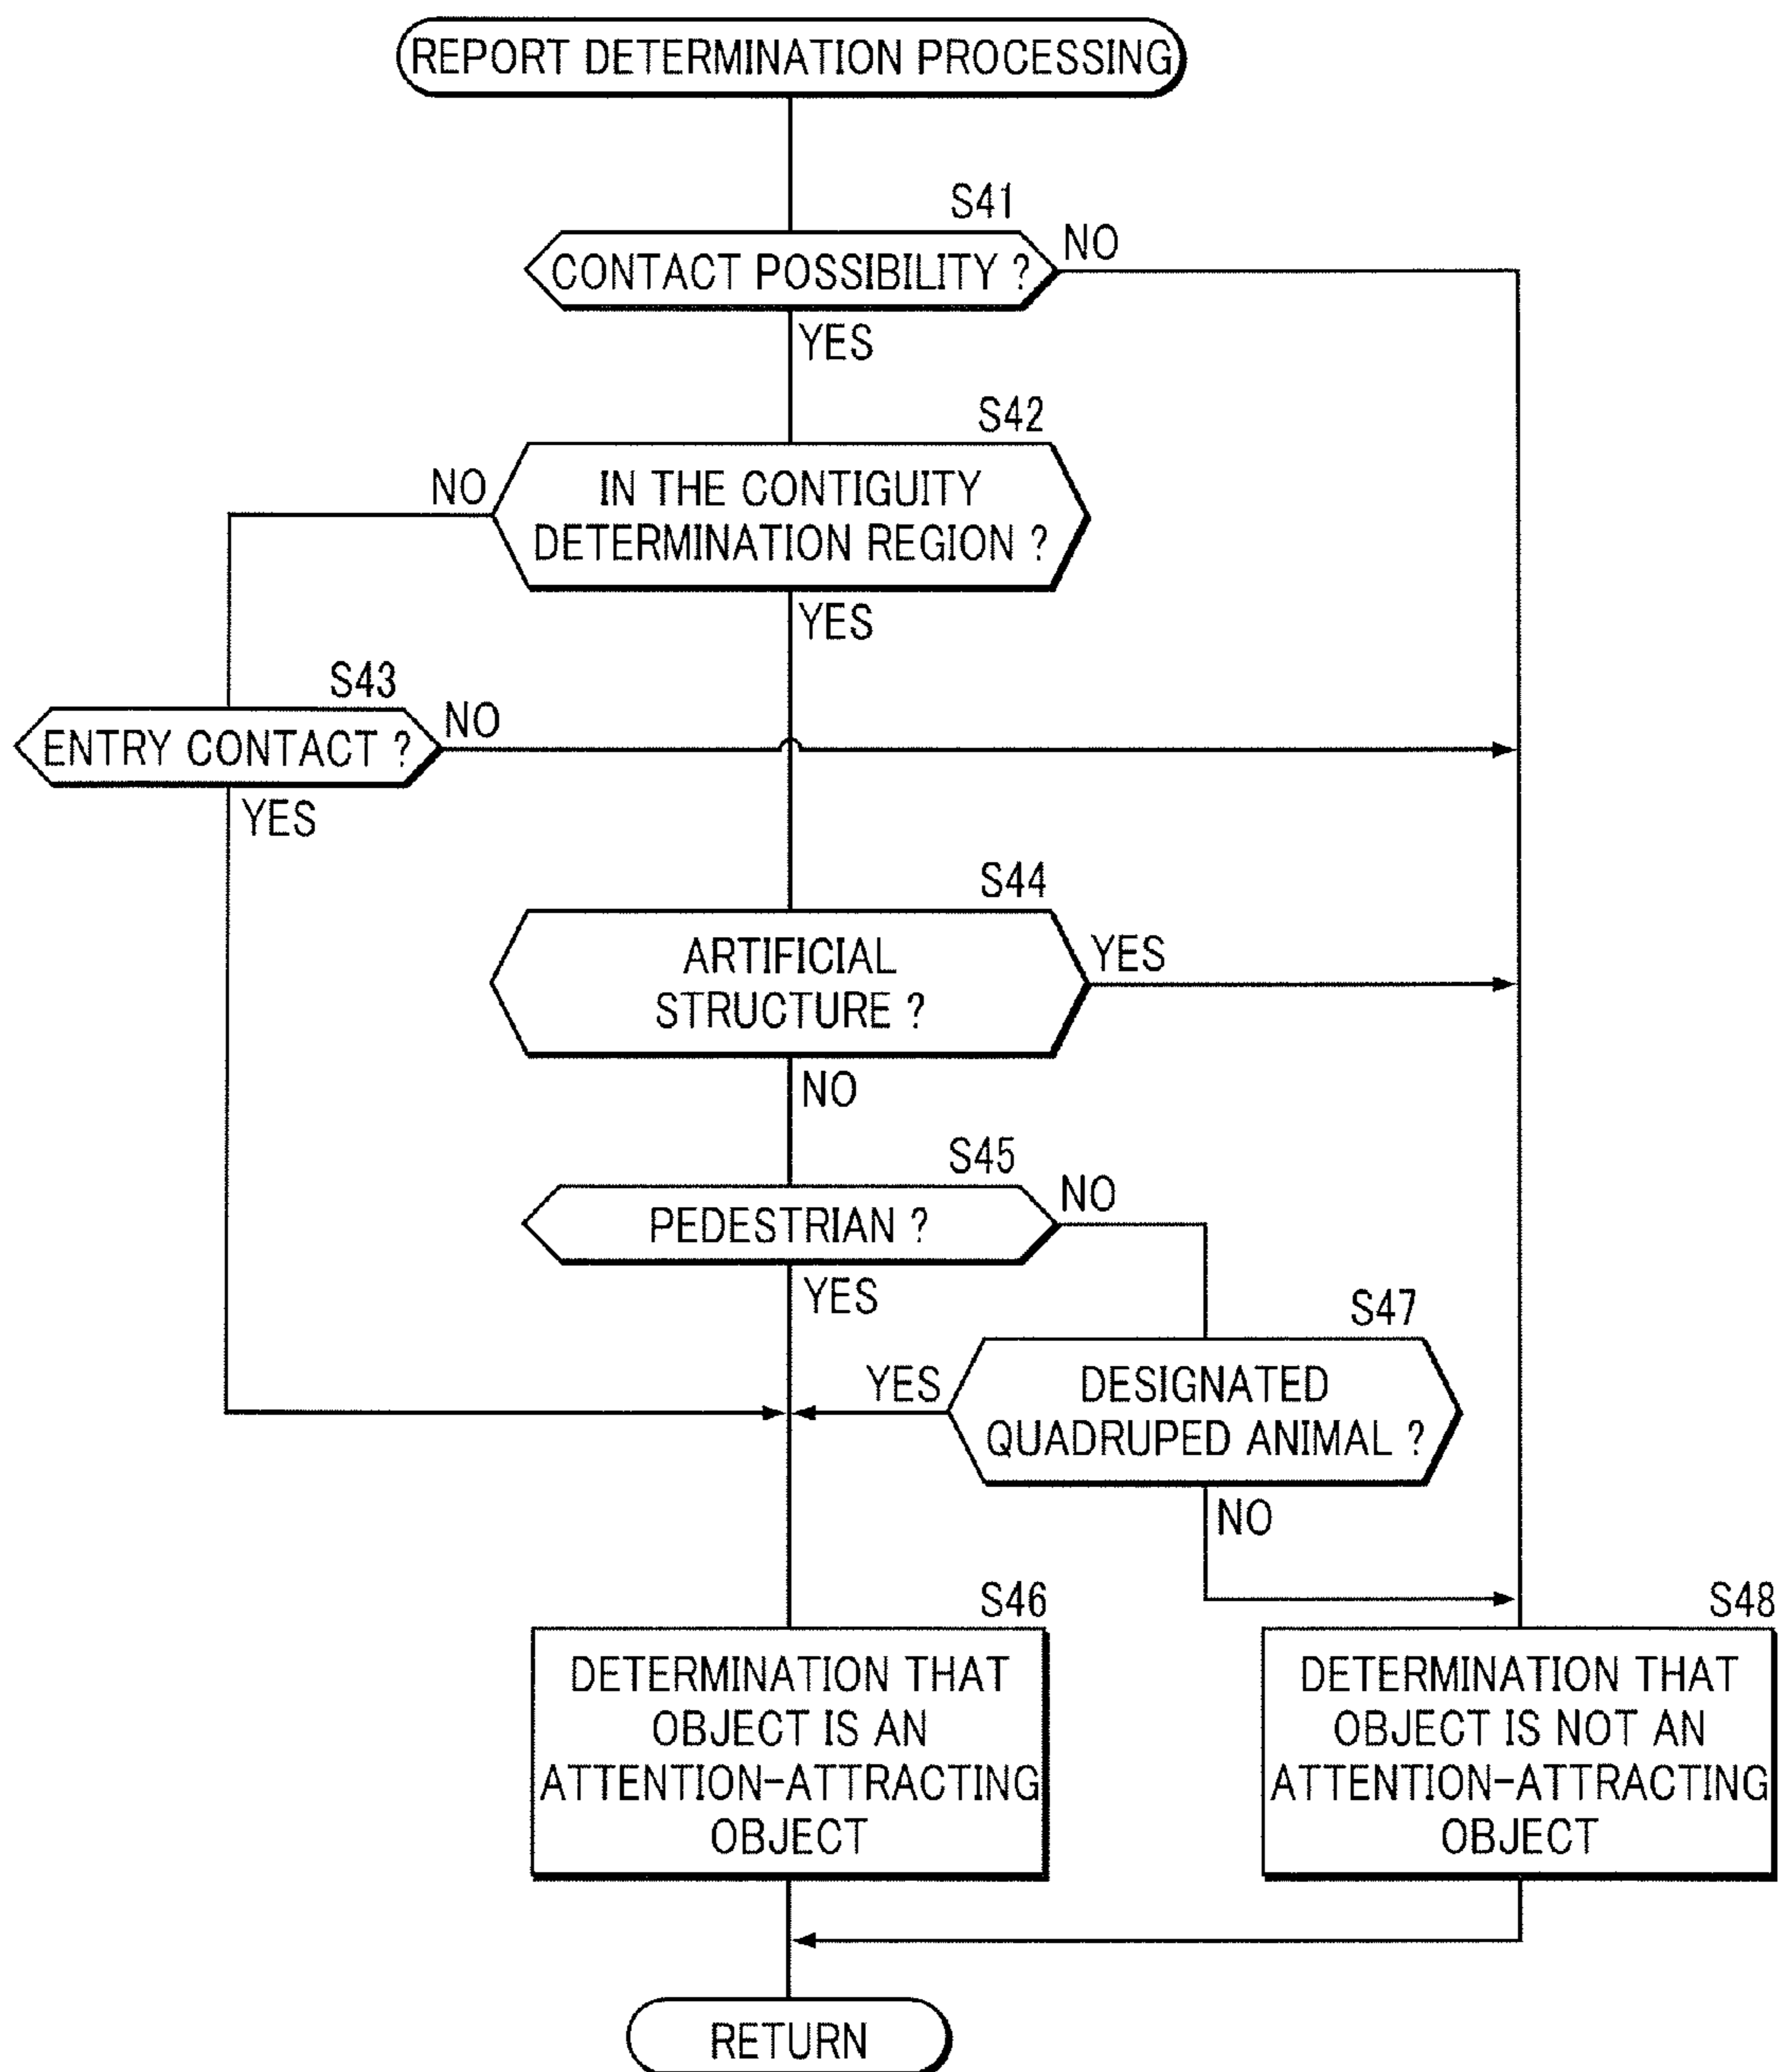 REPORT DETERMINATION PROCESSING
S41
CONTACT POSSIBILITY ?
NO
YES
S42
NO
IN THE CONTIGUITY
DETERMINATION REGION ?
YES
S43
ENTRY CONTACT ?
NO
YES
S44
ARTIFICIAL
STRUCTURE ?
YES
NO
S45
PEDESTRIAN ?
NO
YES
S47
YES
DESIGNATED
QUADRUPED ANIMAL ?
NO
S46
DETERMINATION THAT
OBJECT IS AN
ATTENTION-ATTRACTING
OBJECT
S48
DETERMINATION THAT
OBJECT IS NOT AN
ATTENTION-ATTRACTING
OBJECT
RETURN